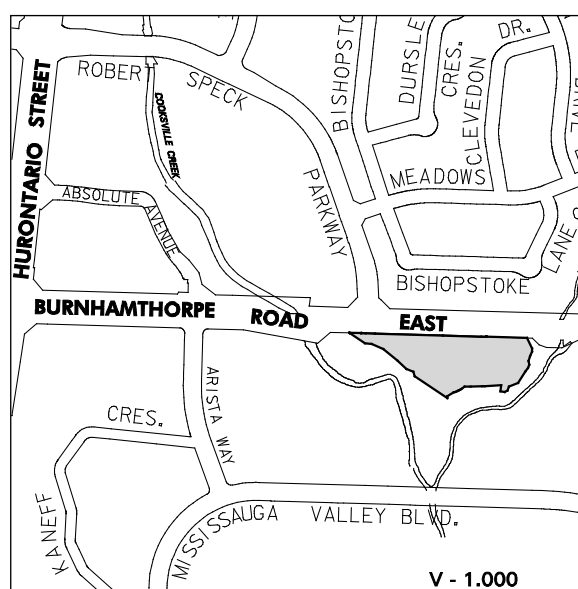 DR.
BISHOPSTO
DURSLE
CRES.
CLEVEDON
ROBERT SPECK PARKWAY
COOKSVILLE CREEK
HURONTARIO STREET
MEADOWS
ABSOLUTE AVENUE
LANE
BISHOPSTOKE
BURNHAMTHORPE ROAD EAST
ARISTA WAY
KANEFF CRES.
MISSISSAUGA VALLEY BLVD.
V - 1.000